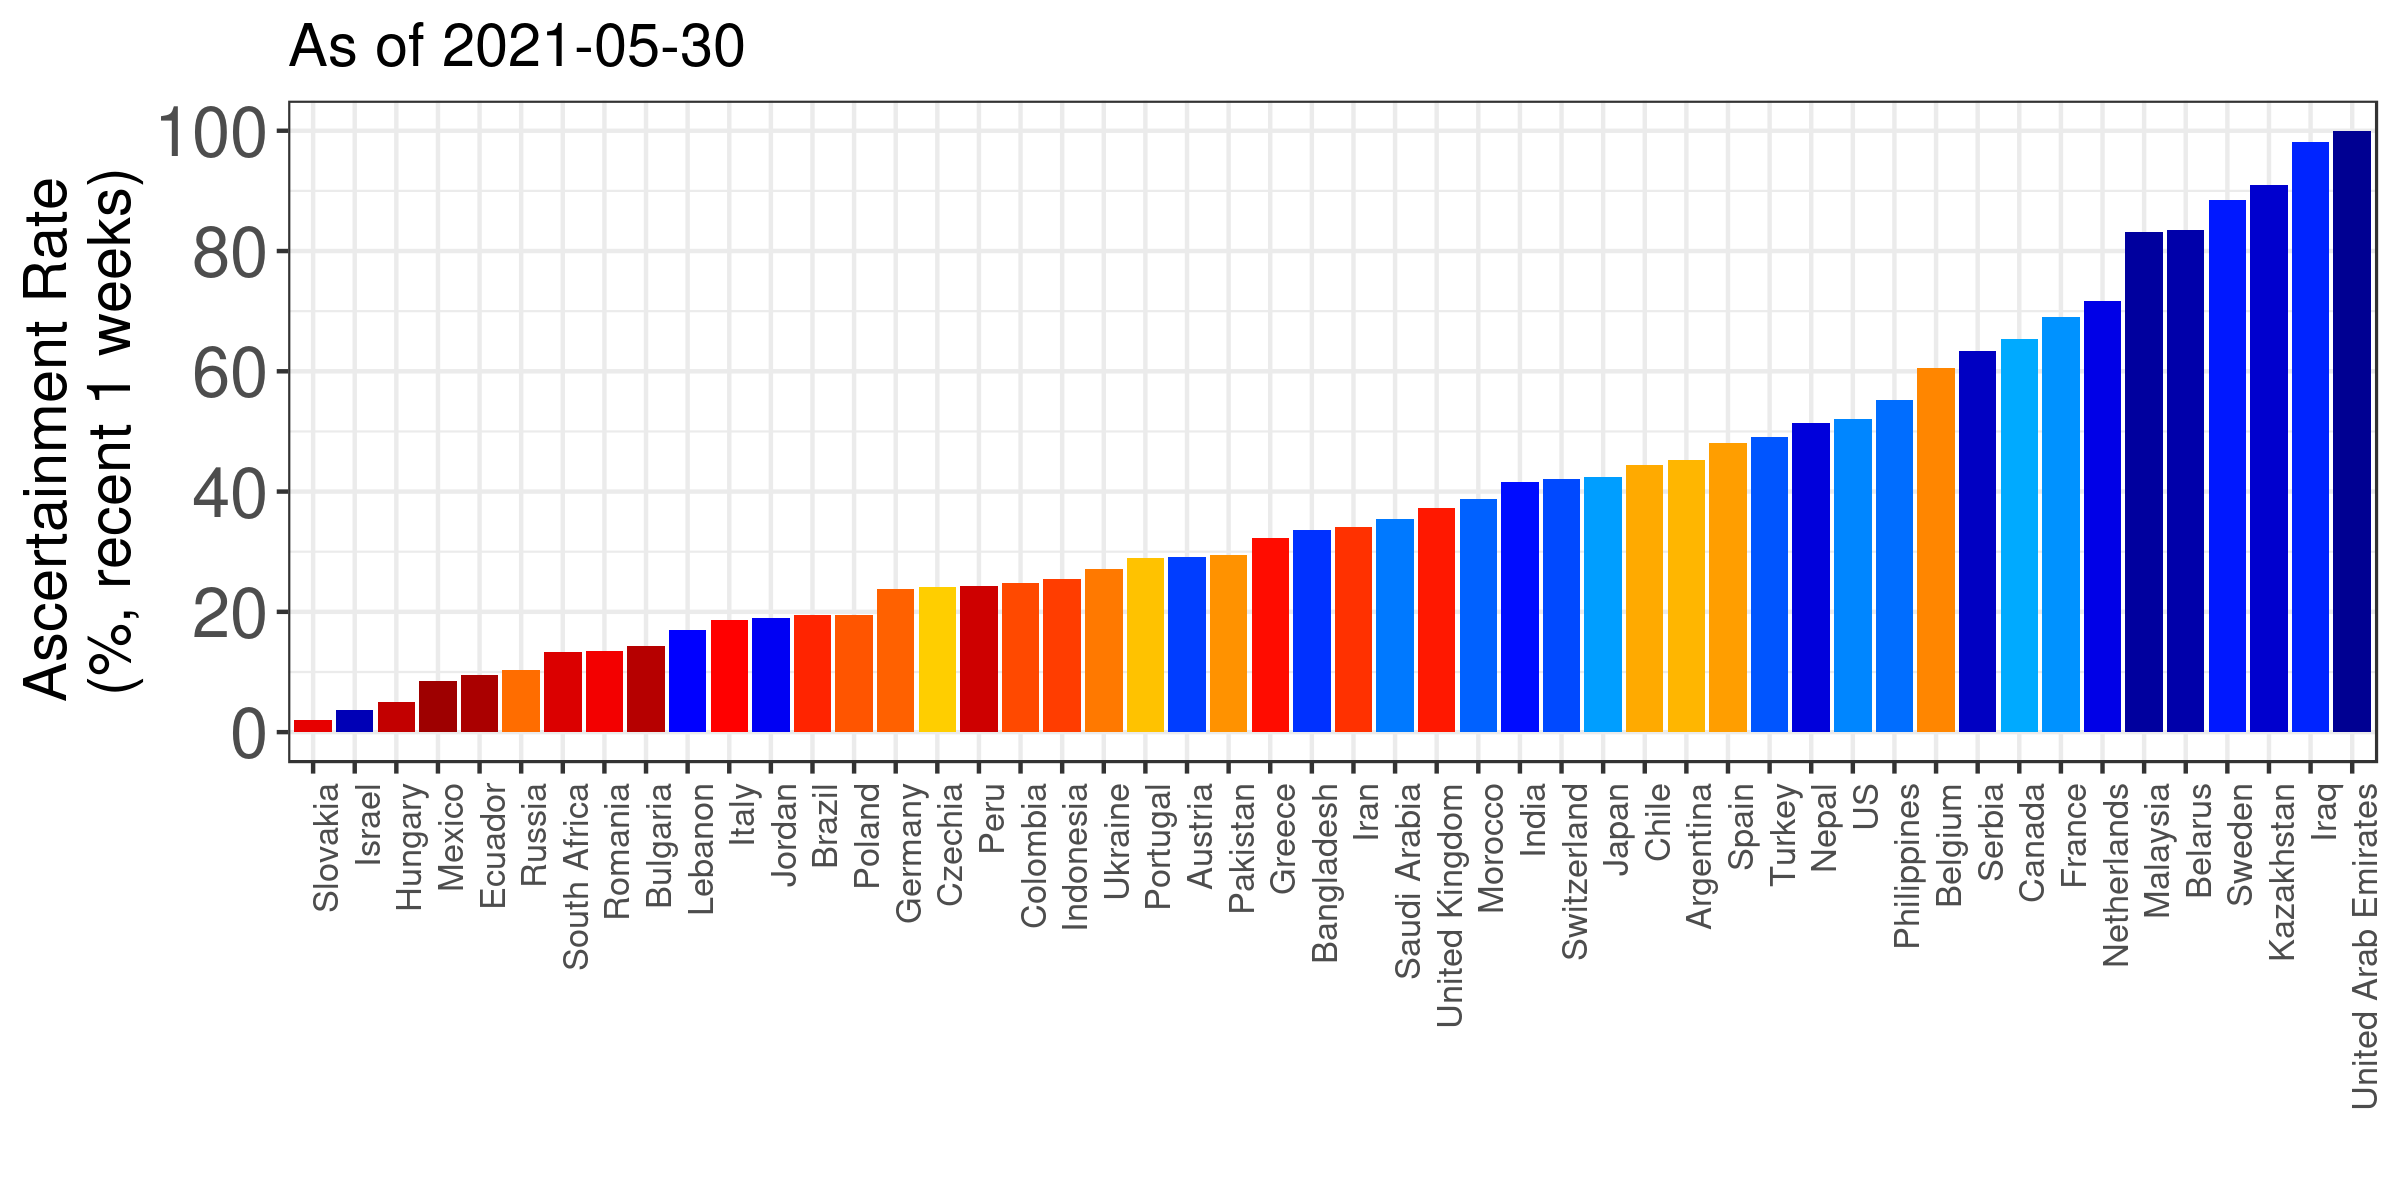 As of 2021-05-30
Ascertainment Rate
(%, recent 1 weeks)
100
80
60
40
20
0
Slovakia
Israel
Hungary
Mexico
Ecuador
Russia
South Africa
Romania
Bulgaria
Lebanon
Italy
Jordan
Brazil
Poland
Germany
Czechia
Peru
Colombia
Indonesia
Ukraine
Portugal
Austria
Pakistan
Greece
Bangladesh
Iran
Saudi Arabia
United Kingdom
Morocco
India
Switzerland
Japan
Chile
Argentina
Spain
Turkey
Nepal
US
Philippines
Belgium
Serbia
Canada
France
Netherlands
Malaysia
Belarus
Sweden
Kazakhstan
Iraq
United Arab Emirates